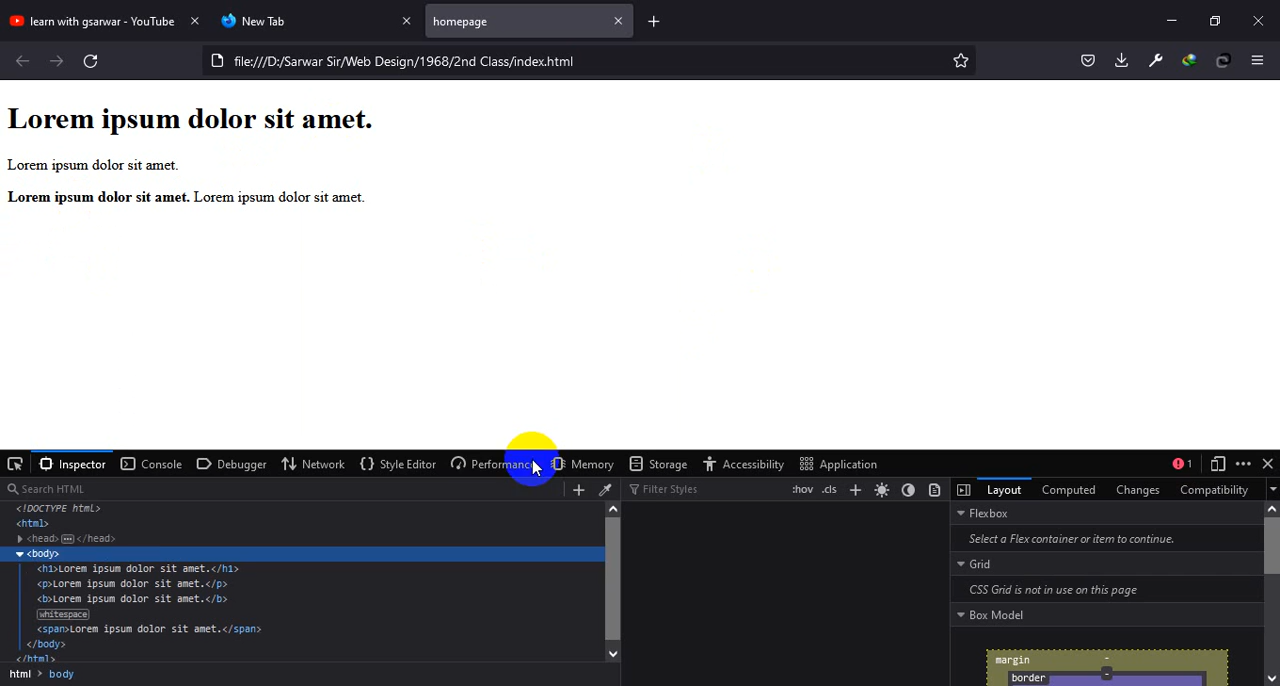 learn with gsarwar - YouTube New Tab homepage
file:///D:/Sarwar Sir/Web Design/1968/2nd Class/index.html
Lorem ipsum dolor sit amet.
Lorem ipsum dolor sit amet.
Lorem ipsum dolor sit amet. Lorem ipsum dolor sit amet.
Inspector Console Debugger Network Style Editor Performance Memory Storage Accessibility Application 1
Search HTML Filter Styles :hov .cls Layout Computed Changes Compatibility
<!DOCTYPE html>
<html>
<head> </head>
<body>
<h1>Lorem ipsum dolor sit amet.</h1>
<p>Lorem ipsum dolor sit amet.</p>
<b>Lorem ipsum dolor sit amet.</b>
whitespace
<span>Lorem ipsum dolor sit amet.</span>
</body>
</html>
html > body
Flexbox
Select a Flex container or item to continue.
Grid
CSS Grid is not in use on this page
Box Model
margin -
border -